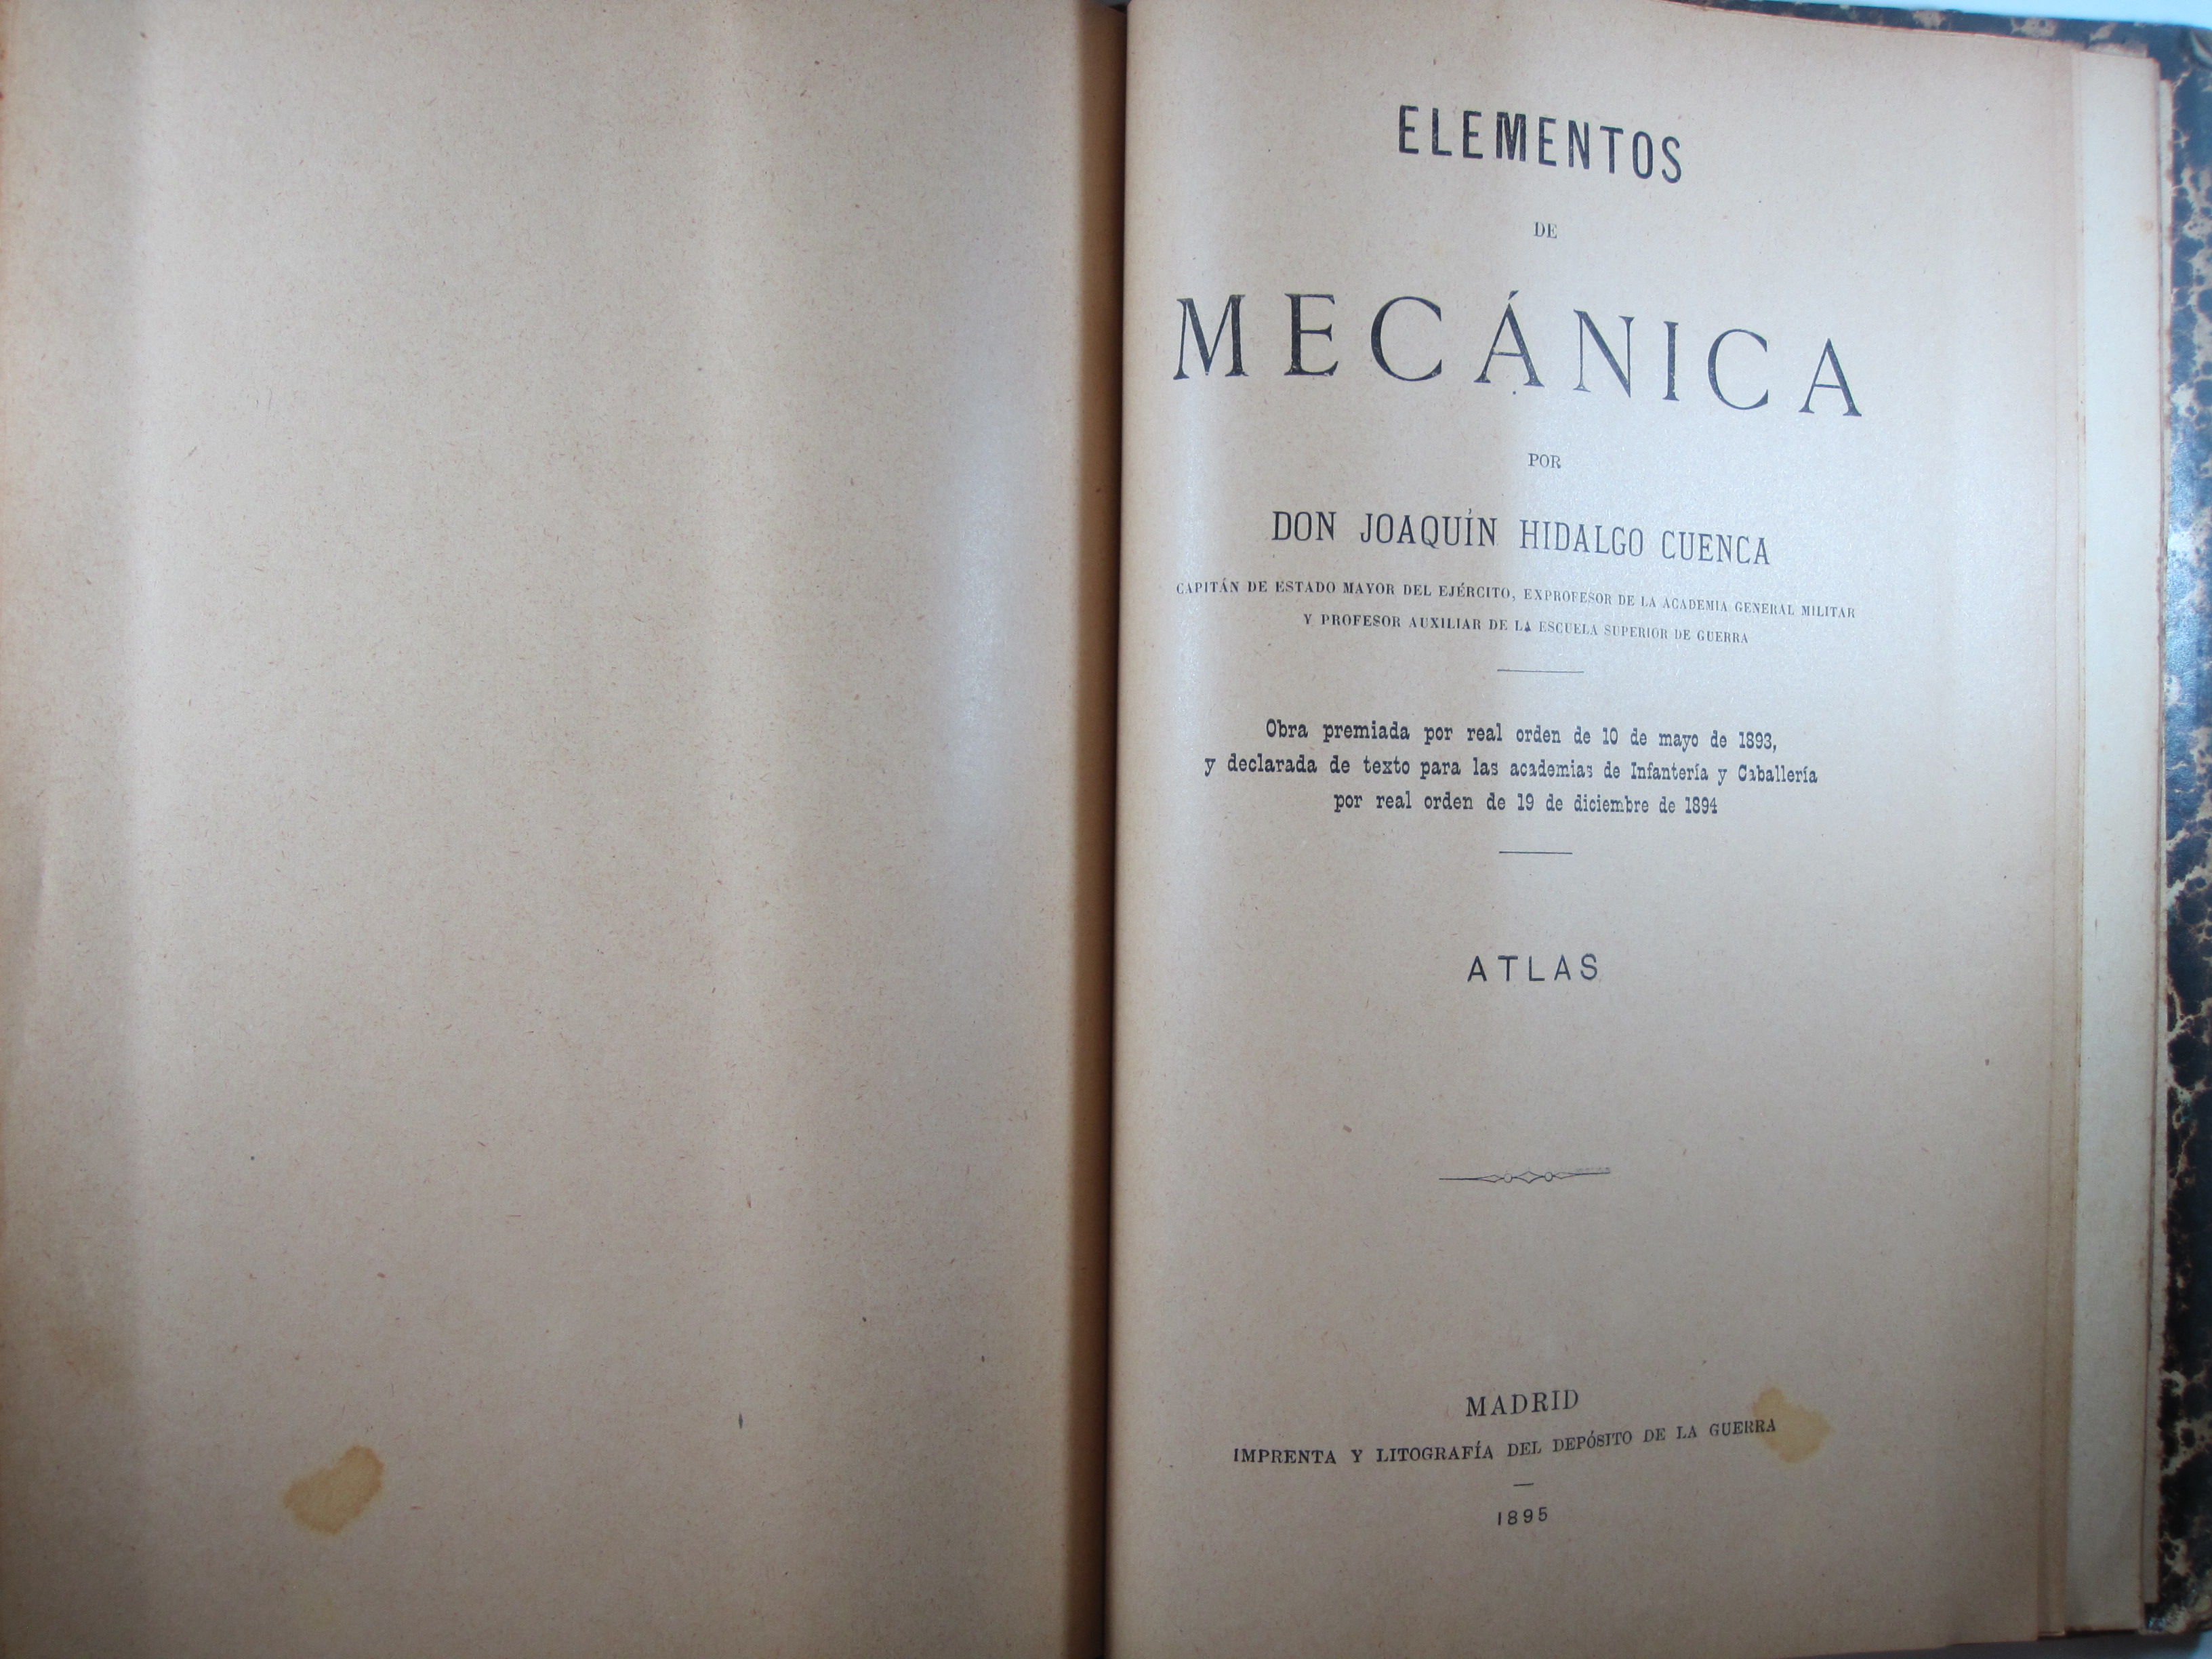 ELEMENTOS
DE
MECÁNICA
POR
DON JOAQUÍN HIDALGO CUENCA
CAPITÁN DE ESTADO MAYOR DEL EJÉRCITO, EXPROFESOR DE LA ACADEMIA GENERAL MILITAR
Y PROFESOR AUXILIAR DE LA ESCUELA SUPERIOR DE GUERRA
Obra premiada por real orden de 10 de mayo de 1893,
y declarada de texto para las academias de Infantería y Caballería
por real orden de 19 de diciembre de 1894
ATLAS
MADRID
IMPRENTA Y LITOGRAFÍA DEL DEPÓSITO DE LA GUERRA
1895